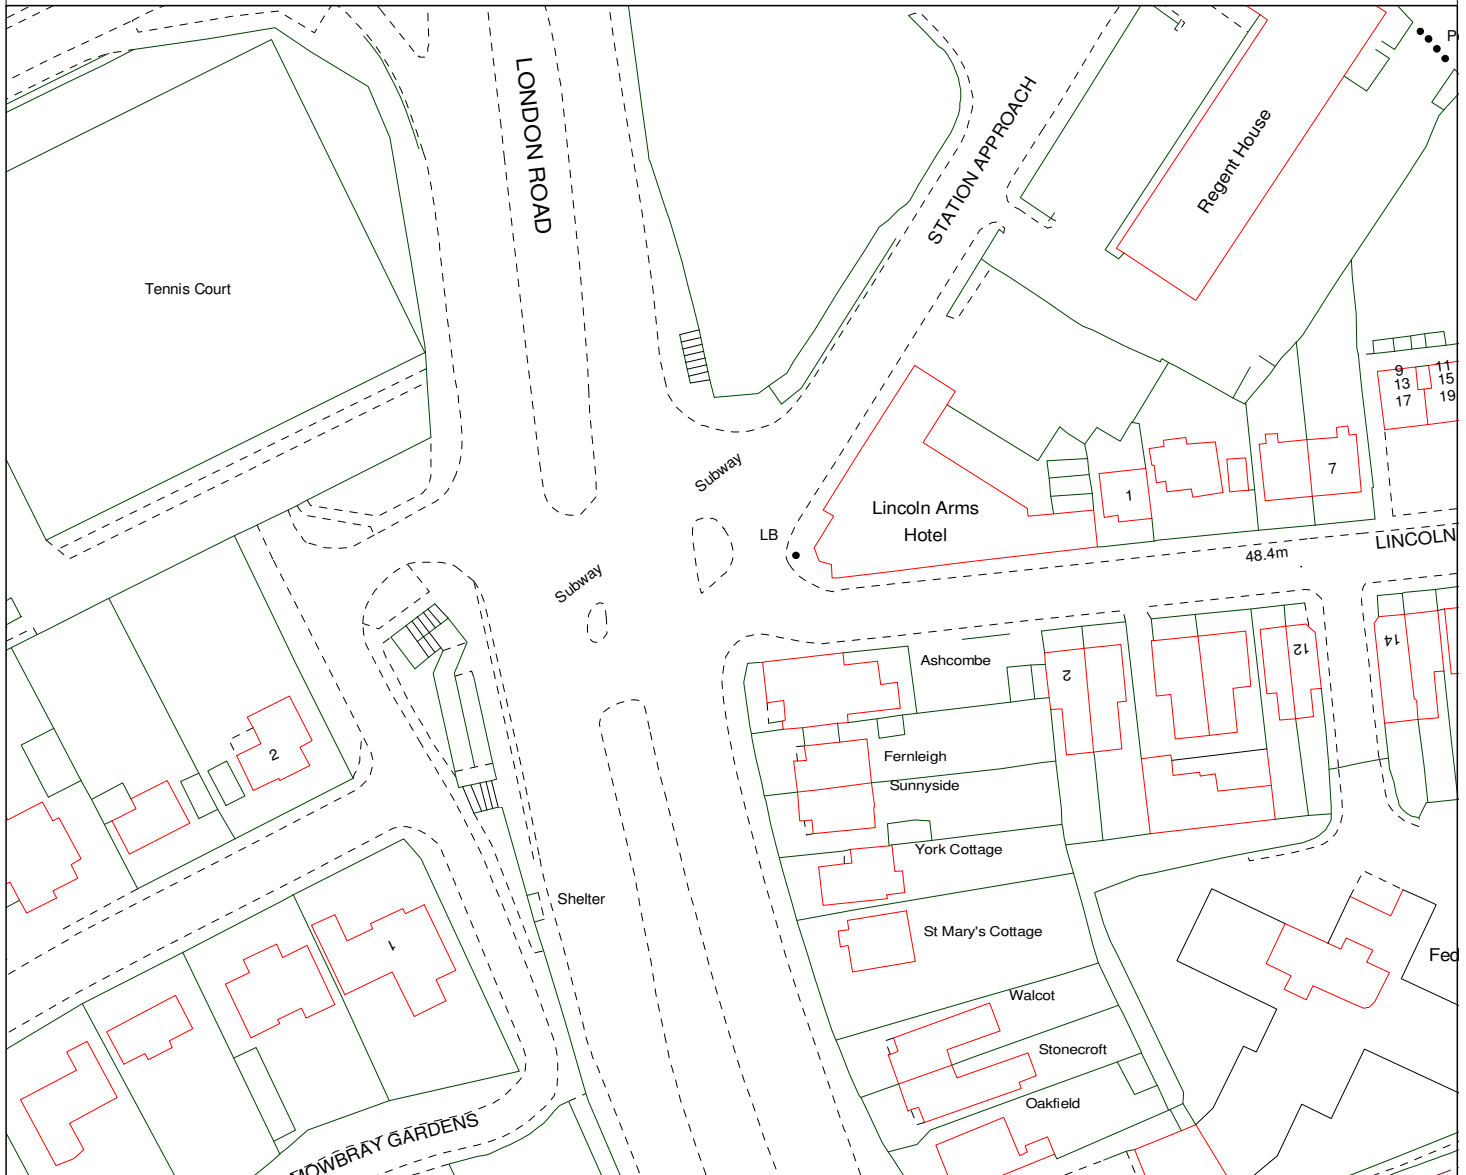 LONDON ROAD
STATION APPROACH
Regent House
Tennis Court
9
11
13
15
17
19
7
1
Subway
Lincoln Arms
Hotel
LB
48.4m
LINCOLN
Subway
Ashcombe
2
12
14
2
Fernleigh
Sunnyside
York Cottage
Shelter
St Mary's Cottage
1
Fed
Walcot
Stonecroft
Oakfield
MOWBRAY GARDENS